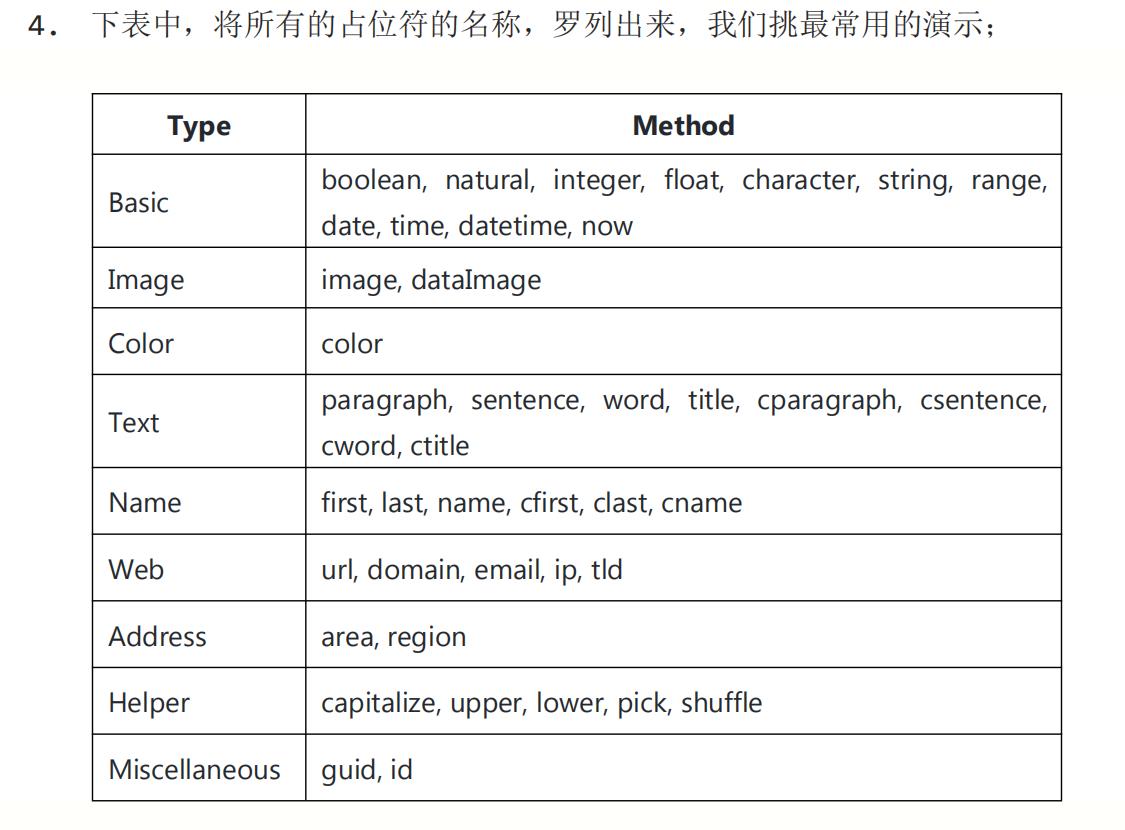 4. 下表中，将所有的占位符的名称，罗列出来，我们挑最常用的演示；
Type Method
Basic boolean, natural, integer, float, character, string, range,
date, time, datetime, now
Image image, dataImage
Color color
Text paragraph, sentence, word, title, cparagraph, csentence,
cword, ctitle
Name first, last, name, cfirst, clast, cname
Web url, domain, email, ip, tld
Address area, region
Helper capitalize, upper, lower, pick, shuffle
Miscellaneous guid, id